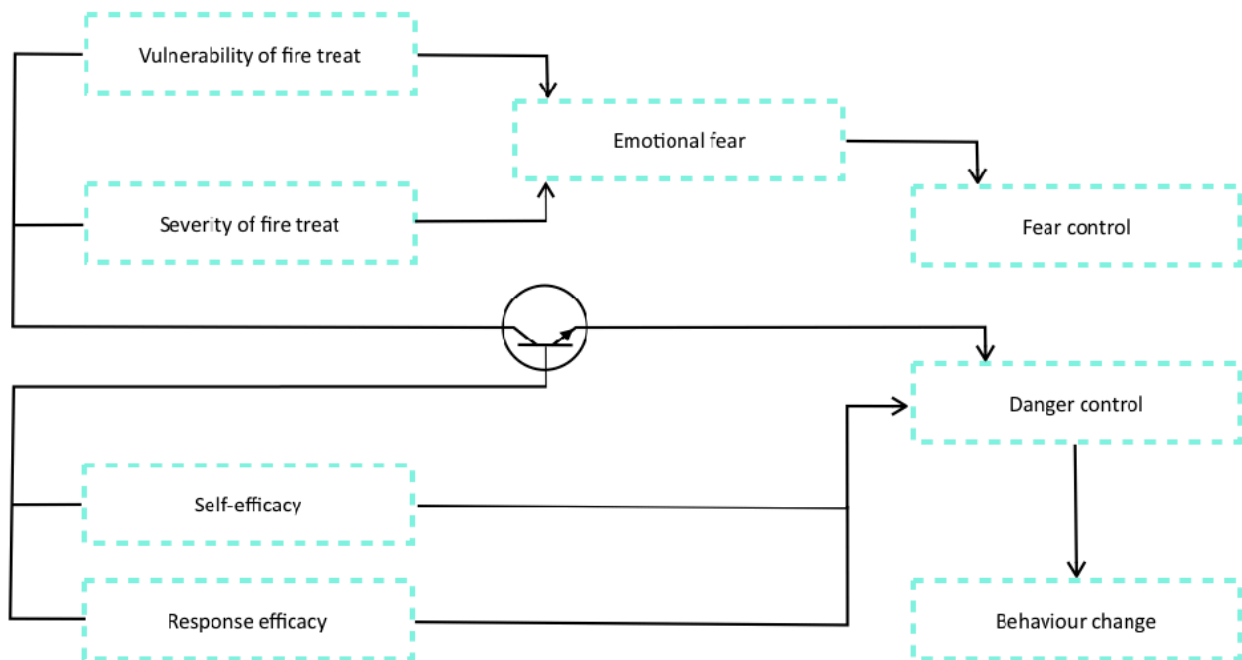 Vulnerability of fire treat
Emotional fear
Severity of fire treat
Fear control
Danger control
Self-efficacy
Response efficacy
Behaviour change